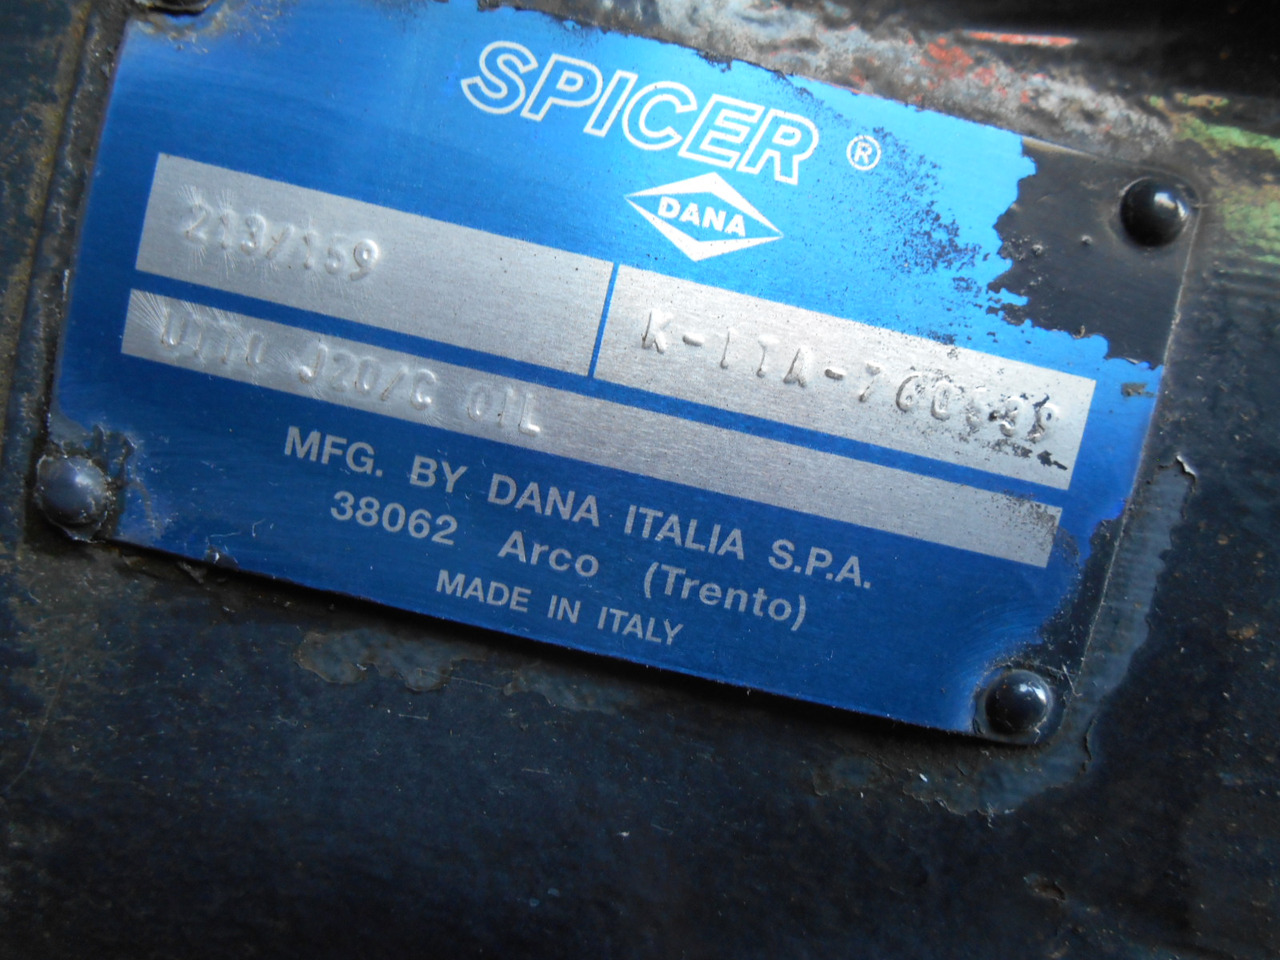 SPICER ®
DANA
213/159
K-ITA-
UTTO J20/C OIL
MFG. BY DANA ITALIA S.P.A.
38062 Arco (Trento)
MADE IN ITALY